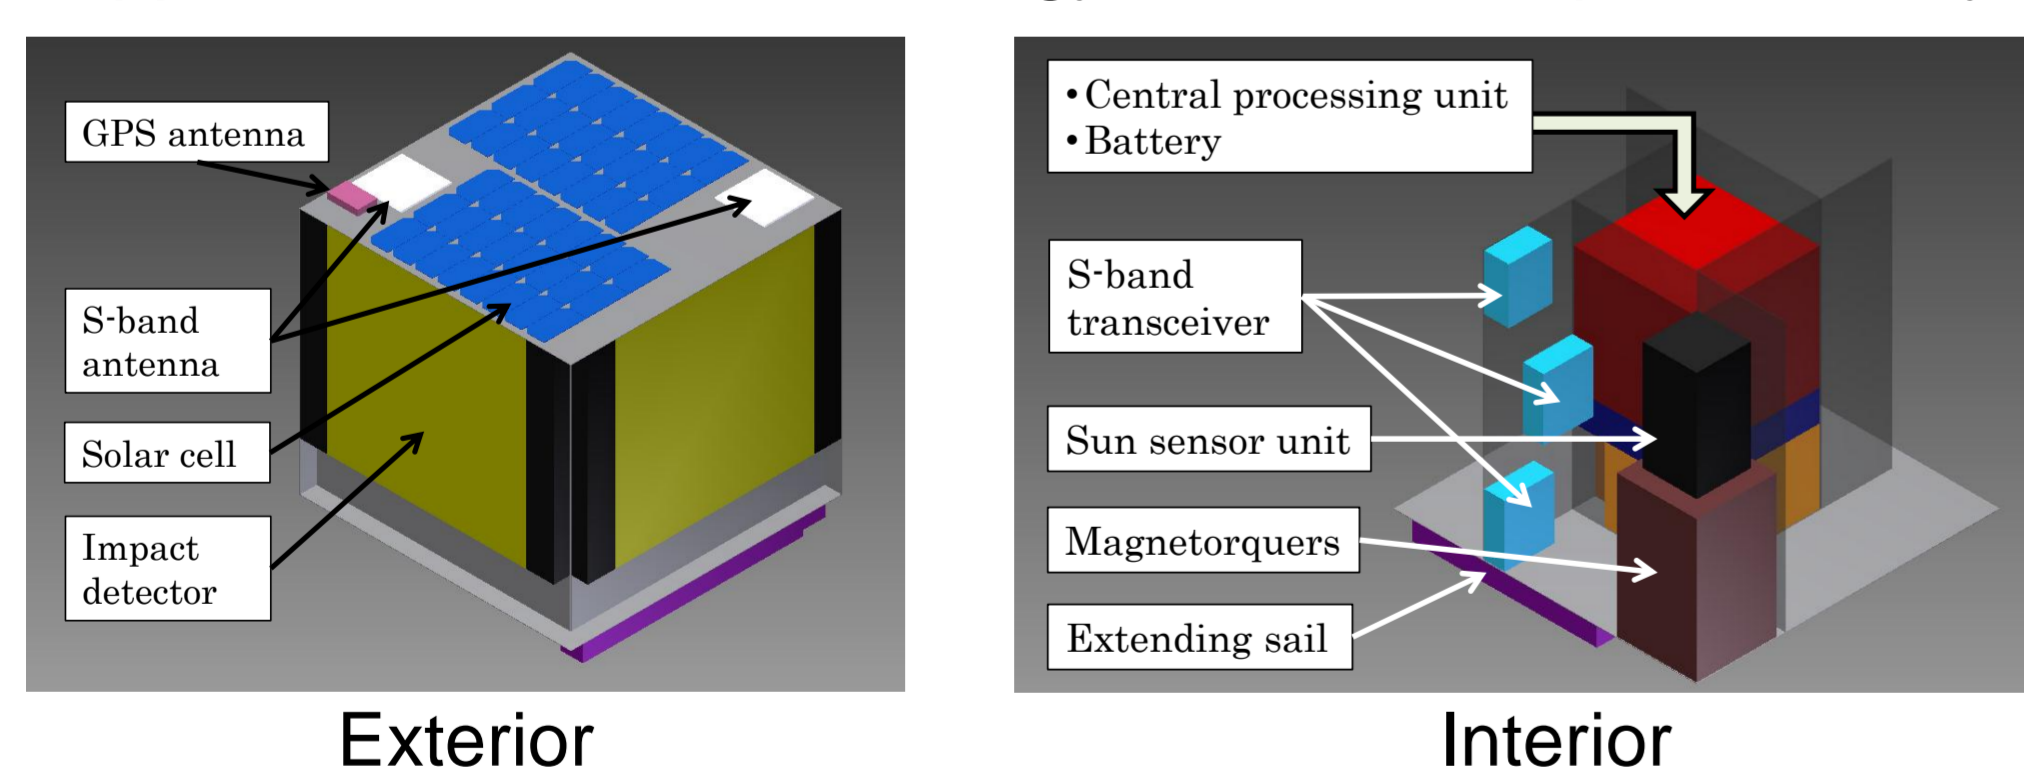 GPS antenna
S-band
antenna
Solar cell
Impact
detector
Exterior
•Central processing unit
•Battery
S-band
transceiver
Sun sensor unit
Magnetorquers
Extending sail
Interior